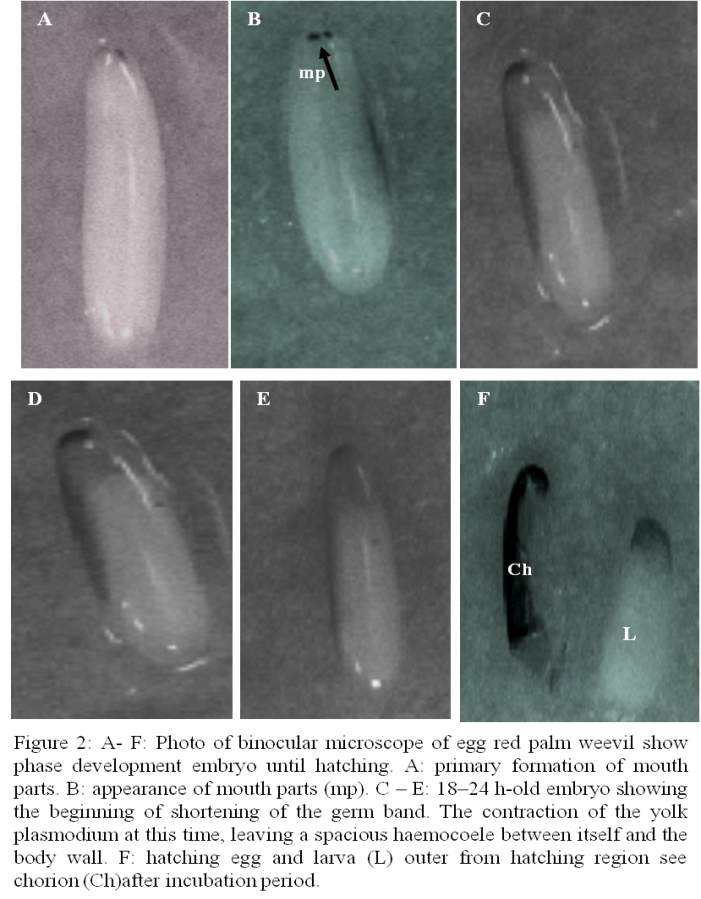 A
B
C
mp
D
E
F
Ch
L
Figure 2: A- F: Photo of binocular microscope of egg red palm weevil show
phase development embryo until hatching. A: primary formation of mouth
parts. B: appearance of mouth parts (mp). C – E: 18–24 h-old embryo showing
the beginning of shortening of the germ band. The contraction of the yolk
plasmodium at this time, leaving a spacious haemocoele between itself and the
body wall. F: hatching egg and larva (L) outer from hatching region see
chorion (Ch)after incubation period.